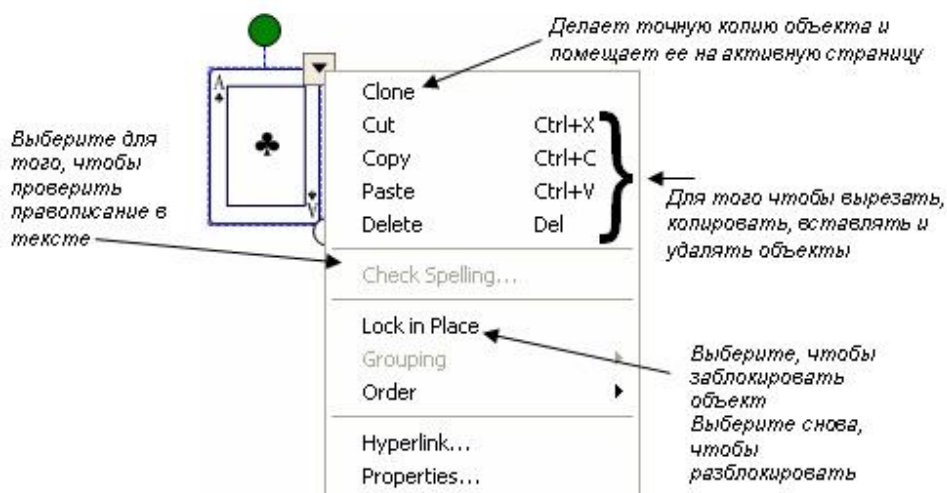 Делает точную копию объекта и
помещает ее на активную страницу
A
A
Clone
Cut Ctrl+X
Copy Ctrl+C
Paste Ctrl+V
Delete Del
Выберите для
того, чтобы
проверить
правописание в
тексте
Для того чтобы вырезать,
копировать, вставлять и
удалять объекты
Check Spelling...
Lock in Place
Grouping
Order
Выберите, чтобы
заблокировать
объект
Выберите снова,
чтобы
разблокировать
Hyperlink...
Properties...